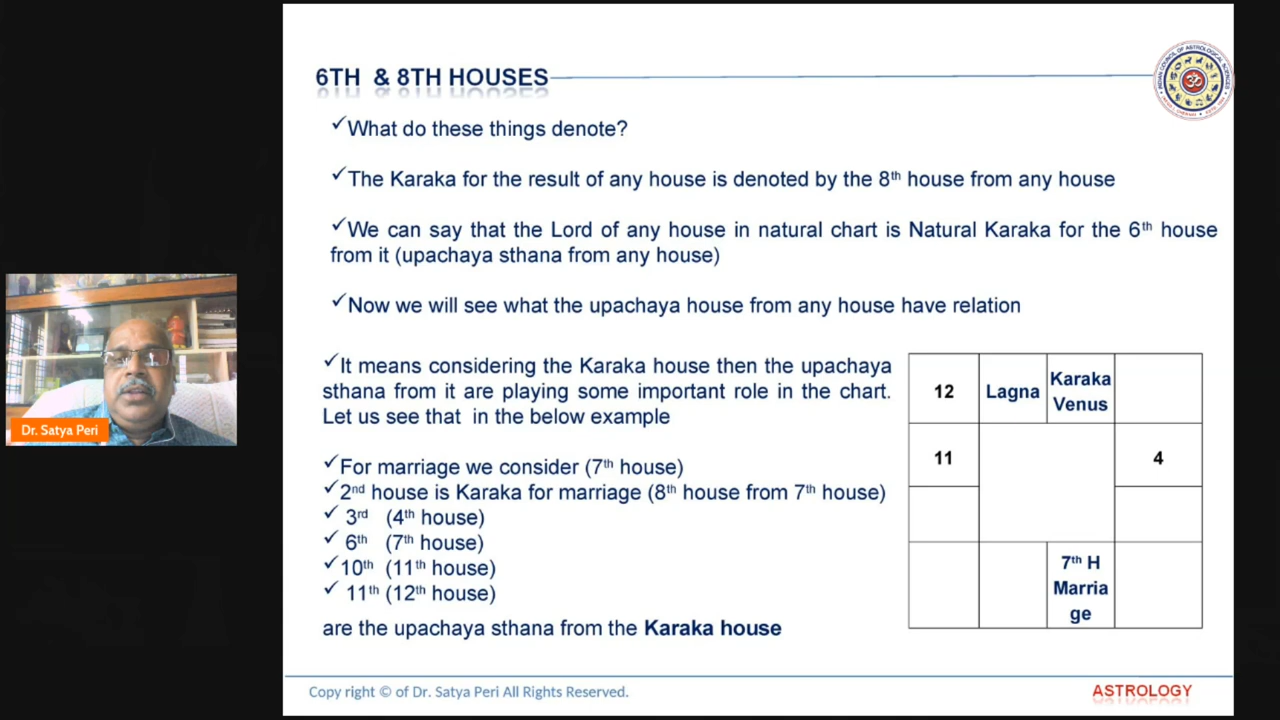 6TH & 8TH HOUSES
✓What do these things denote?
✓The Karaka for the result of any house is denoted by the 8th house from any house
✓We can say that the Lord of any house in natural chart is Natural Karaka for the 6th house
from it (upachaya sthana from any house)
✓Now we will see what the upachaya house from any house have relation
✓It means considering the Karaka house then the upachaya
sthana from it are playing some important role in the chart.
Let us see that in the below example
✓For marriage we consider (7th house)
✓2nd house is Karaka for marriage (8th house from 7th house)
✓ 3rd (4th house)
✓ 6th (7th house)
✓10th (11th house)
✓ 11th (12th house)
are the upachaya sthana from the Karaka house
12
Lagna
Karaka
Venus
11
4
7th H
Marria
ge
Dr. Satya Peri
Copy right © of Dr. Satya Peri All Rights Reserved.
ASTROLOGY